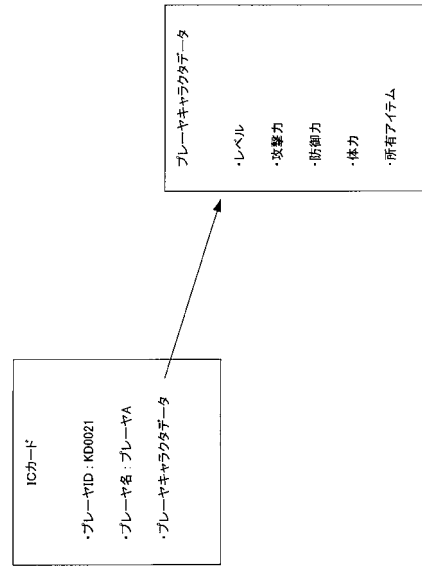 ICカード
・プレーヤID：KD0021
・プレーヤ名：プレーヤA
・プレーヤキャラクタデータ
プレーヤキャラクタデータ
・レベル
・攻撃力
・防御力
・体力
・所有アイテム